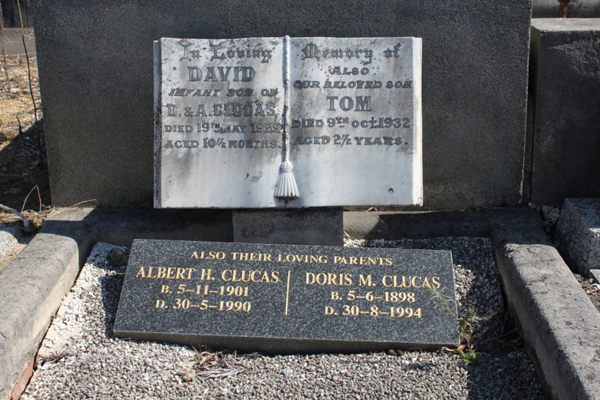 In Loving
DAVID
INFANT SON OF
D. & A. CLUCAS
DIED 19TH MAY
AGED 10½ MONTHS.
Memory of
ALSO
OUR BELOVED SON
TOM
DIED 9TH OCT. 1932
AGED 2½ YEARS.
ALSO THEIR LOVING PARENTS
ALBERT H. CLUCAS
B. 5-11-1901
D. 30-5-1990
DORIS M. CLUCAS
B. 5-6-1898
D. 30-8-1994